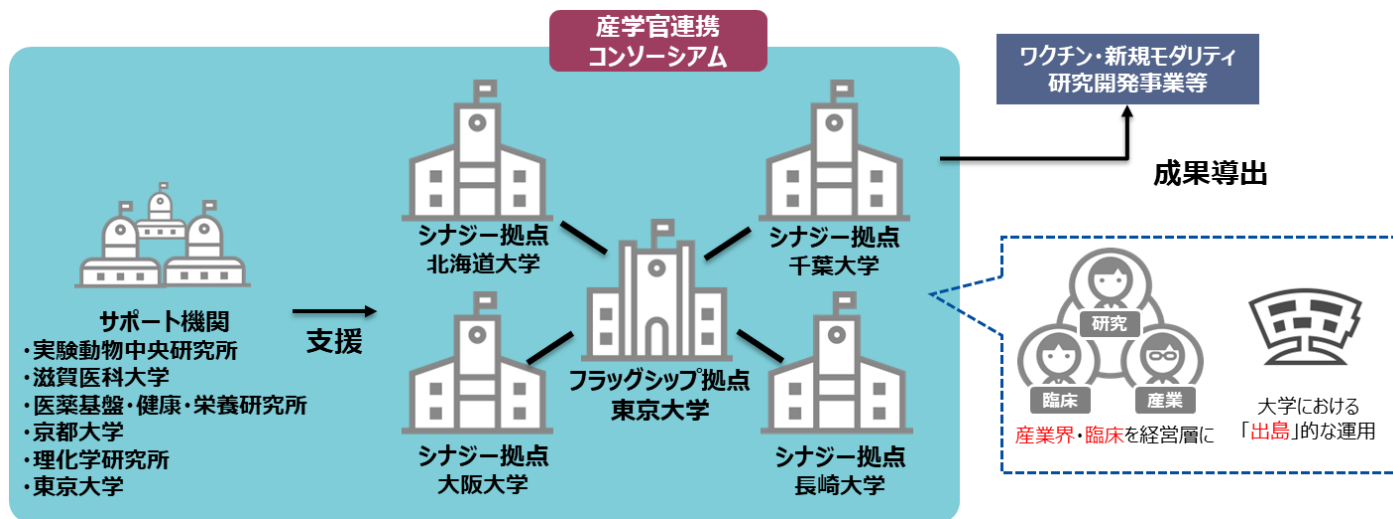 産学官連携
コンソーシアム
ワクチン・新規モダリティ
研究開発事業等
成果導出
シナジー拠点
北海道大学
シナジー拠点
千葉大学
サポート機関
・実験動物中央研究所
・滋賀医科大学
・医薬基盤・健康・栄養研究所
・京都大学
・理化学研究所
・東京大学
支援
フラッグシップ拠点
東京大学
シナジー拠点
大阪大学
シナジー拠点
長崎大学
研究
臨床
産業
産業界・臨床を経営層に
大学における
「出島」的な運用